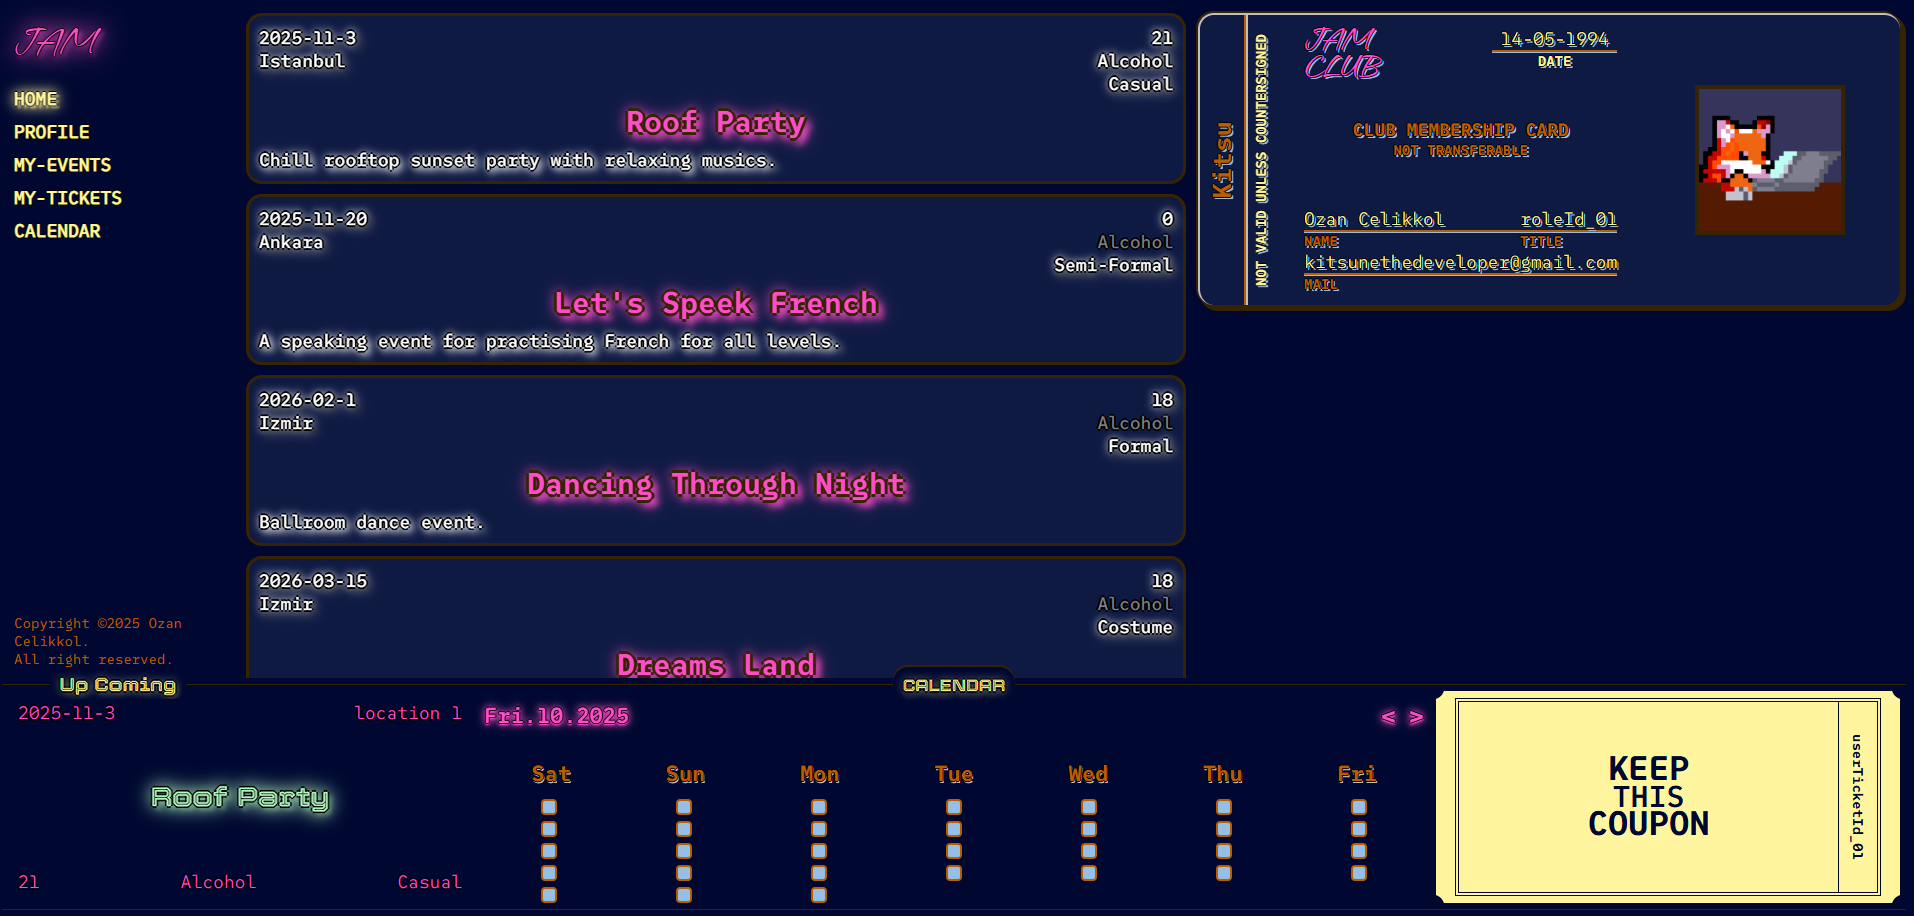 JAM
HOME
PROFILE
MY-EVENTS
MY-TICKETS
CALENDAR
Copyright ©2025 Ozan
Celikkol.
All right reserved.
2025-11-3
21
Istanbul
Alcohol
Casual
Roof Party
Chill rooftop sunset party with relaxing musics.
2025-11-20
0
Ankara
Alcohol
Semi-Formal
Let's Speek French
A speaking event for practising French for all levels.
2026-02-1
18
Izmir
Alcohol
Formal
Dancing Through Night
Ballroom dance event.
2026-03-15
18
Izmir
Alcohol
Costume
Dreams Land
Kitsu
NOT VALID UNLESS COUNTERSIGNED
JAM
CLUB
14-05-1994
DATE
CLUB MEMBERSHIP CARD
NOT TRANSFERABLE
Ozan Celikkol roleId_01
NAME TITLE
kitsunethedeveloper@gmail.com
MAIL
Up Coming
2025-11-3 location 1
Roof Party
21 Alcohol Casual
CALENDAR
Fri.10.2025 < >
Sat Sun Mon Tue Wed Thu Fri
KEEP
THIS
COUPON
userTicketId_01